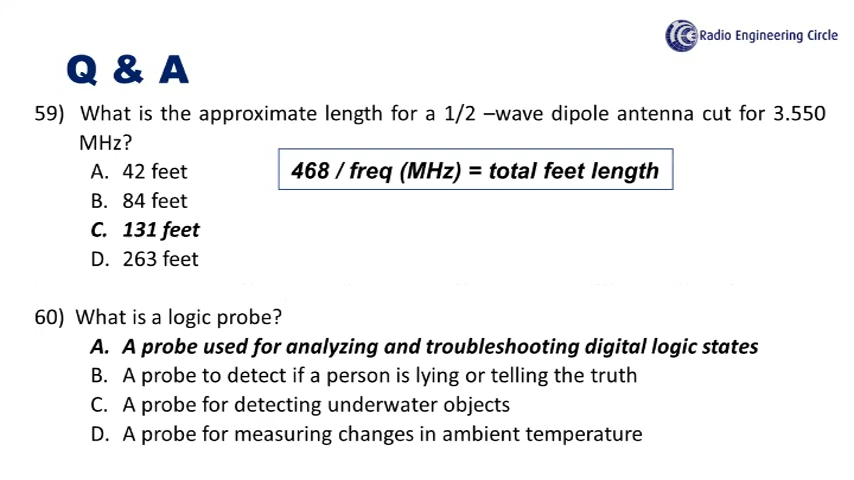 Radio Engineering Circle
Q & A
59) What is the approximate length for a 1/2 –wave dipole antenna cut for 3.550
MHz?
A. 42 feet
468 / freq (MHz) = total feet length
B. 84 feet
C. 131 feet
D. 263 feet
60) What is a logic probe?
A. A probe used for analyzing and troubleshooting digital logic states
B. A probe to detect if a person is lying or telling the truth
C. A probe for detecting underwater objects
D. A probe for measuring changes in ambient temperature